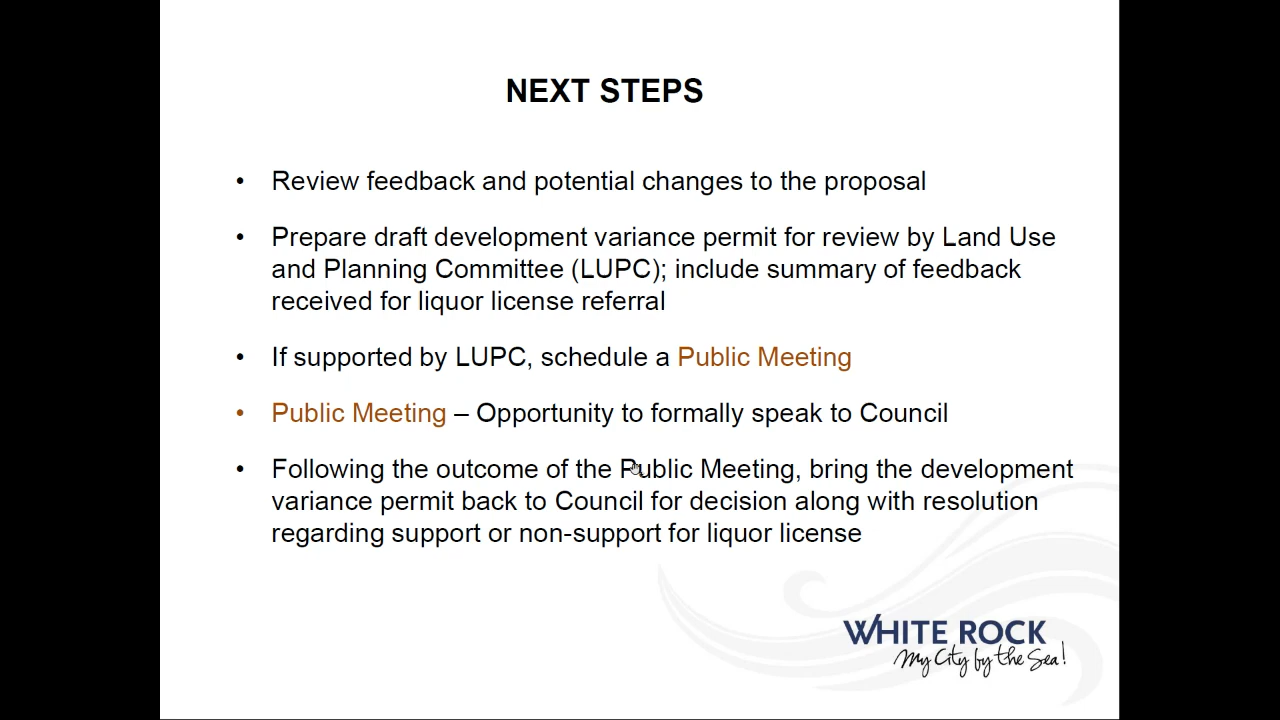 NEXT STEPS
• Review feedback and potential changes to the proposal
• Prepare draft development variance permit for review by Land Use
and Planning Committee (LUPC); include summary of feedback
received for liquor license referral
• If supported by LUPC, schedule a Public Meeting
• Public Meeting – Opportunity to formally speak to Council
• Following the outcome of the Public Meeting, bring the development
variance permit back to Council for decision along with resolution
regarding support or non-support for liquor license
WHITE ROCK
My City by the Sea!